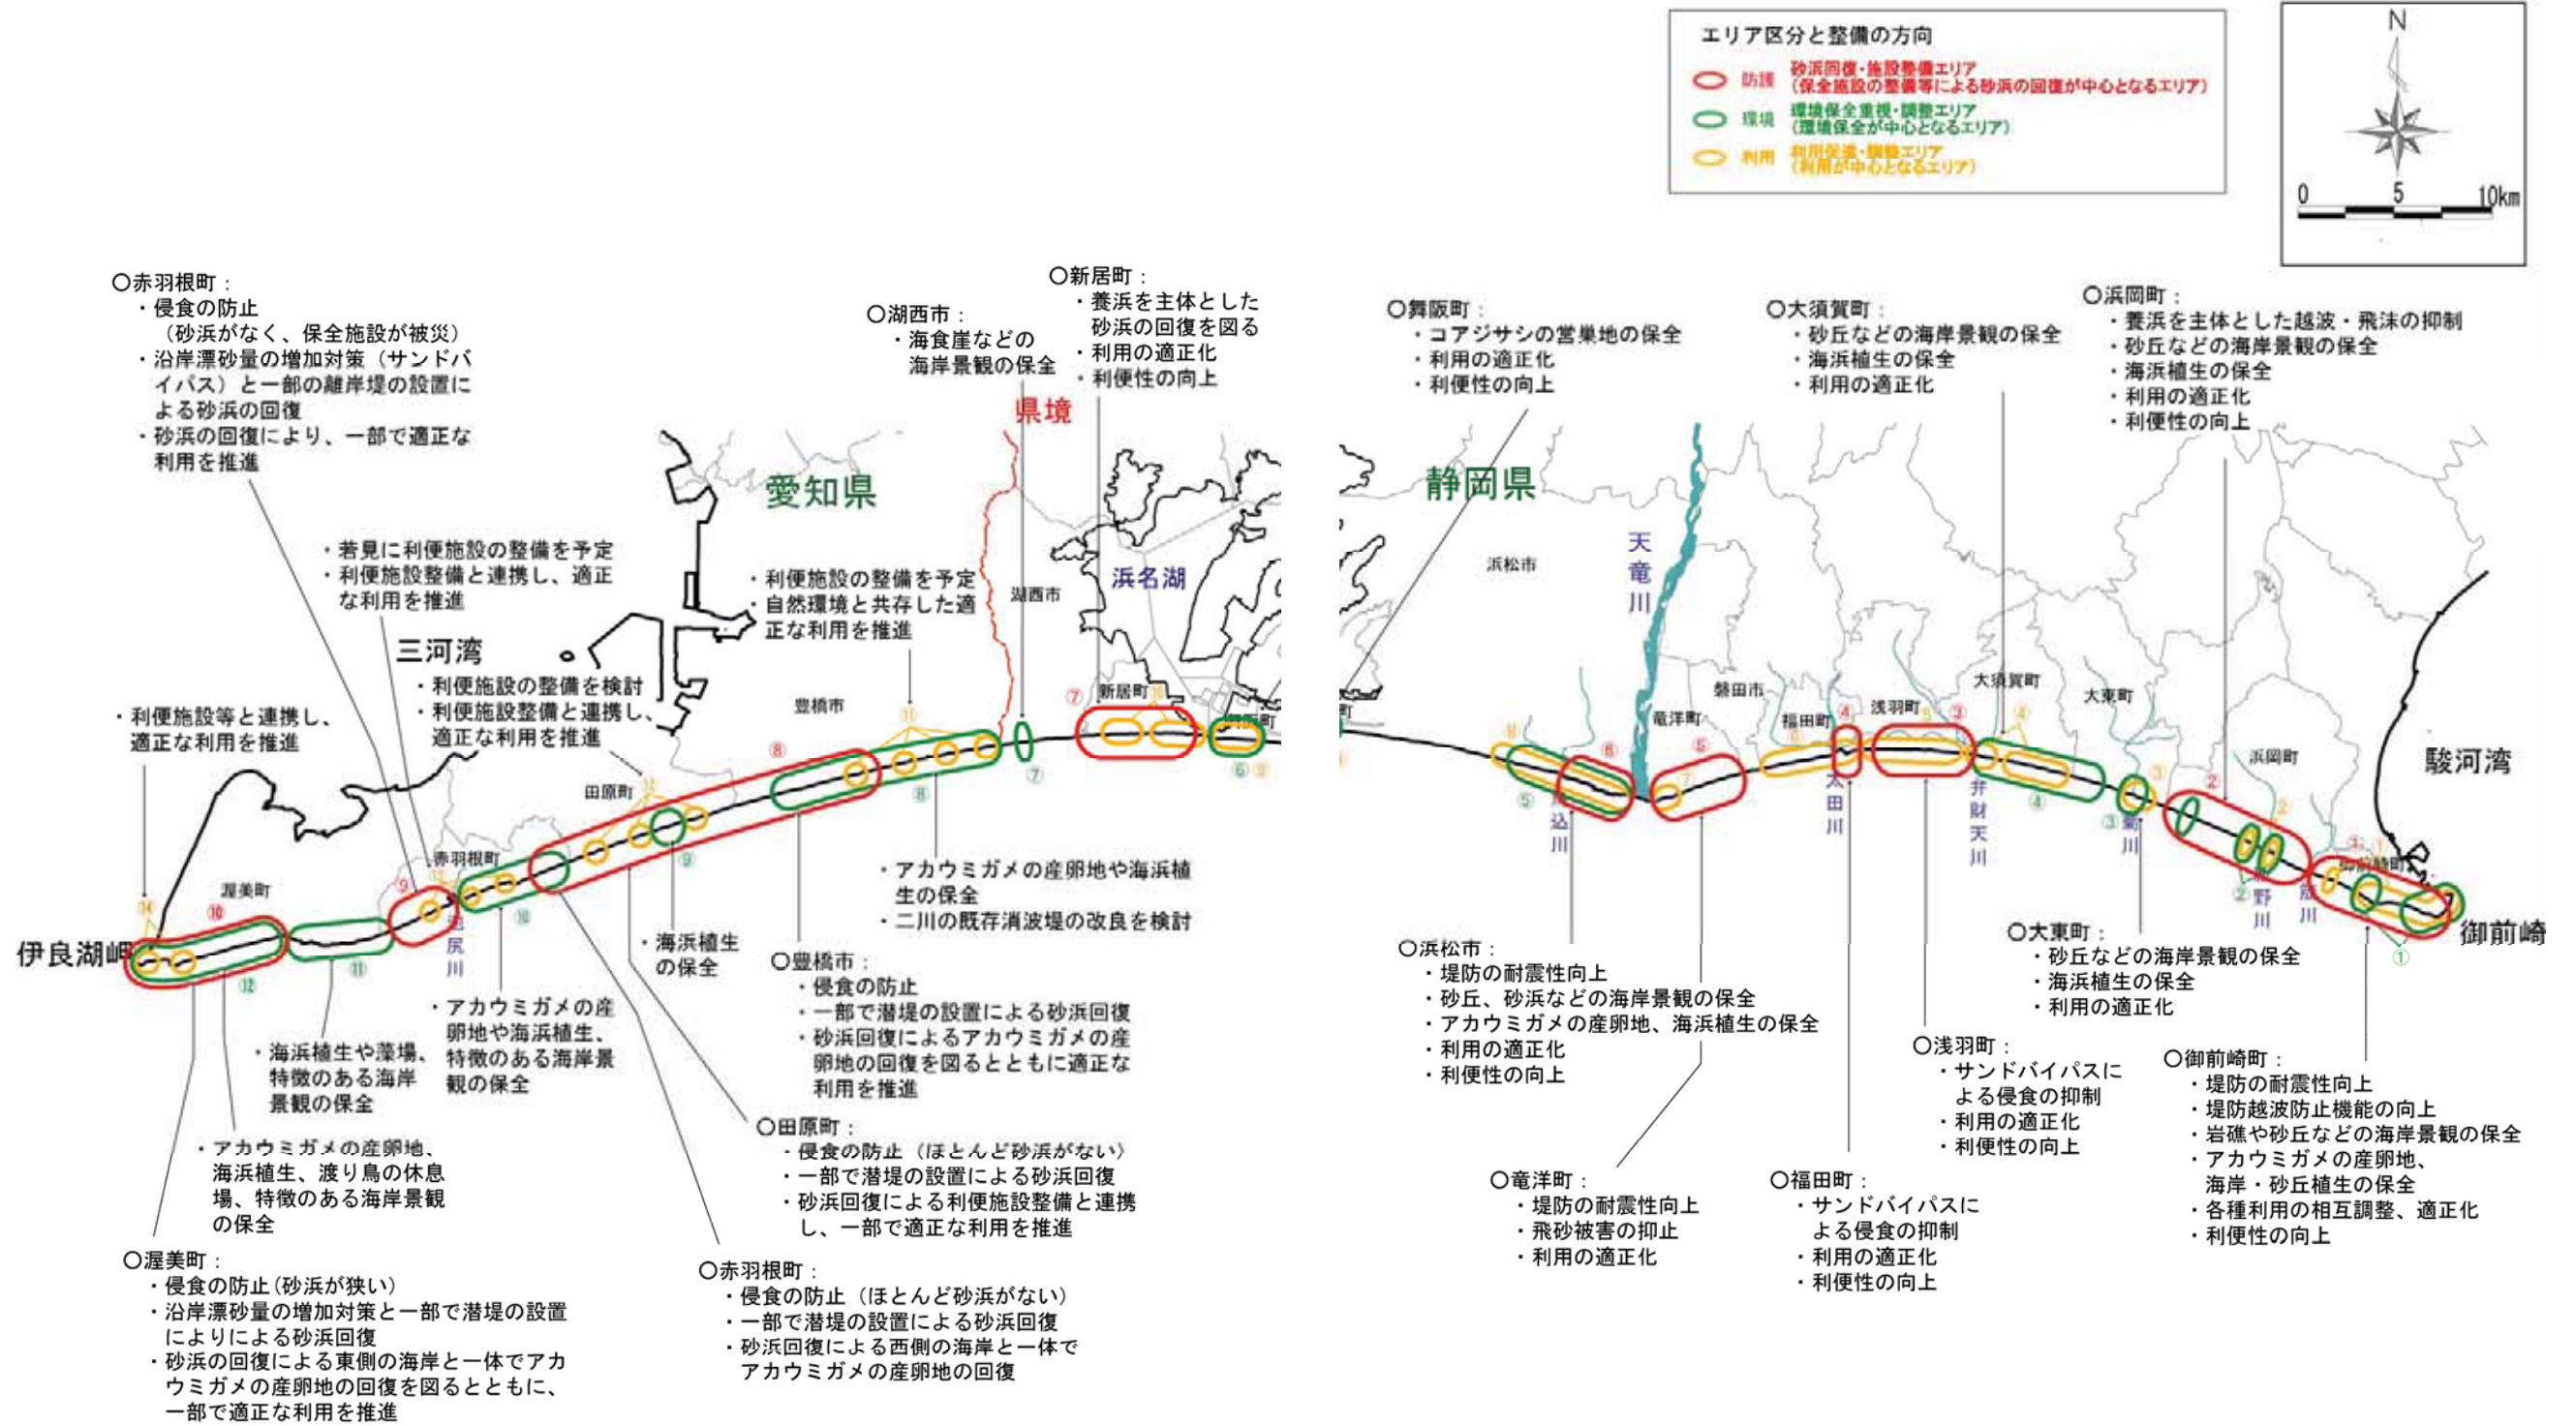 エリア区分と整備の方向
防護 砂浜回復・施設整備エリア
(保全施設の整備等による砂浜の回復が中心となるエリア)
環境 環境保全重視・調整エリア
(環境保全が中心となるエリア)
利用 利用促進・調整エリア
(利用が中心となるエリア)
N
0 5 10km
〇赤羽根町：
・侵食の防止
（砂浜がなく、保全施設が被災）
・沿岸漂砂量の増加対策（サンドバ
イパス）と一部の離岸堤の設置に
よる砂浜の回復
・砂浜の回復により、一部で適正な
利用を推進
〇湖西市：
・海食崖などの
海岸景観の保全
〇新居町：
・養浜を主体とした
砂浜の回復を図る
・利用の適正化
・利便性の向上
〇舞阪町：
・コアジサシの営巣地の保全
・利用の適正化
・利便性の向上
〇大須賀町：
・砂丘などの海岸景観の保全
・海浜植生の保全
・利用の適正化
〇浜岡町：
・養浜を主体とした越波・飛沫の抑制
・砂丘などの海岸景観の保全
・海浜植生の保全
・利用の適正化
・利便性の向上
県境
愛知県
静岡県
・若見に利便施設の整備を予定
・利便施設整備と連携し、適正
な利用を推進
・利便施設の整備を予定
・自然環境と共存した適
正な利用を推進
湖西市
浜名湖
浜松市
天竜川
三河湾
・利便施設の整備を検討
・利便施設整備と連携し、
適正な利用を推進
・利便施設等と連携し、
適正な利用を推進
豊橋市
新居町
竜洋町
磐田市
福田町
浅羽町
大須賀町
大東町
浜岡町
駿河湾
田原町
赤羽根町
渥美町
伊良湖岬
御前崎
太田川
弁財天川
⑦
⑧
⑨
⑩
⑪
⑫
⑥
⑤
④
③
②
①
・アカウミガメの産卵地や海浜植
生の保全
・二川の既存消波堤の改良を検討
・海浜植生
の保全
〇豊橋市：
・侵食の防止
・一部で潜堤の設置による砂浜回復
・砂浜回復によるアカウミガメの産
卵地の回復を図るとともに適正な
利用を推進
・アカウミガメの産
卵地や海浜植生、
特徴のある海岸景
観の保全
・海浜植生や藻場、
特徴のある海岸
景観の保全
・アカウミガメの産卵地、
海浜植生、渡り鳥の休息
場、特徴のある海岸景観
の保全
〇田原町：
・侵食の防止（ほとんど砂浜がない）
・一部で潜堤の設置による砂浜回復
・砂浜回復による利便施設整備と連携
し、一部で適正な利用を推進
〇渥美町：
・侵食の防止(砂浜が狭い)
・沿岸漂砂量の増加対策と一部で潜堤の設置
によりによる砂浜回復
・砂浜の回復による東側の海岸と一体でアカ
ウミガメの産卵地の回復を図るとともに、
一部で適正な利用を推進
〇赤羽根町：
・侵食の防止（ほとんど砂浜がない）
・一部で潜堤の設置による砂浜回復
・砂浜回復による西側の海岸と一体で
アカウミガメの産卵地の回復
〇浜松市：
・堤防の耐震性向上
・砂丘、砂浜などの海岸景観の保全
・アカウミガメの産卵地、海浜植生の保全
・利用の適正化
・利便性の向上
〇大東町：
・砂丘などの海岸景観の保全
・海浜植生の保全
・利用の適正化
〇浅羽町：
・サンドバイパスに
よる侵食の抑制
・利用の適正化
・利便性の向上
〇御前崎町：
・堤防の耐震性向上
・堤防越波防止機能の向上
・岩礁や砂丘などの海岸景観の保全
・アカウミガメの産卵地、
海岸・砂丘植生の保全
・各種利用の相互調整、適正化
・利便性の向上
〇竜洋町：
・堤防の耐震性向上
・飛砂被害の抑止
・利用の適正化
〇福田町：
・サンドバイパスに
よる侵食の抑制
・利用の適正化
・利便性の向上